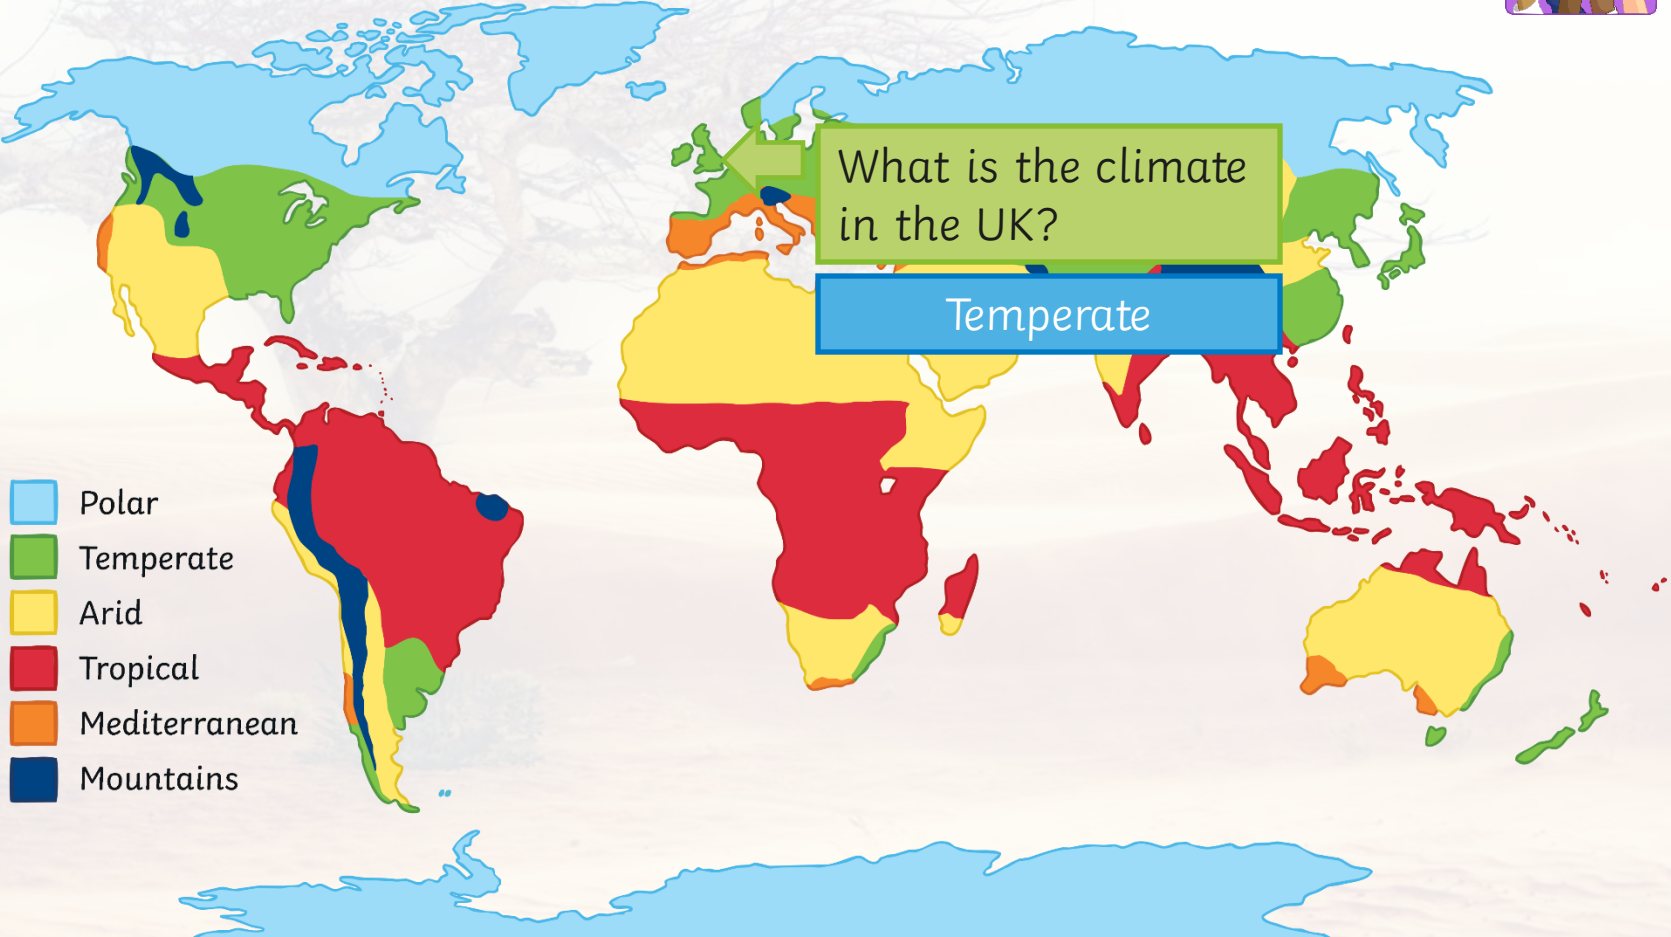 What is the climate
in the UK?
Temperate
Polar
Temperate
Arid
Tropical
Mediterranean
Mountains